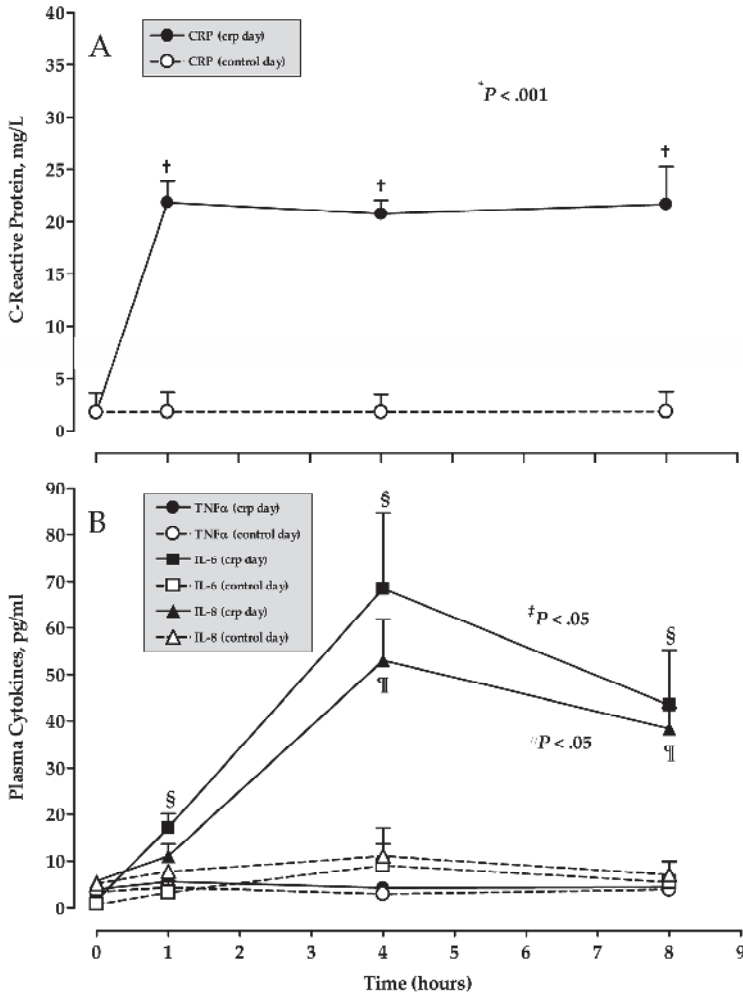 A
CRP (crp day)
CRP (control day)
*P < .001
†
†
†
C-Reactive Protein, mg/L
40
35
30
25
20
15
10
5
0
B
TNFα (crp day)
TNFα (control day)
IL-6 (crp day)
IL-6 (control day)
IL-8 (crp day)
IL-8 (control day)
§
§
§
¶
¶
‡P < .05
P < .05
Plasma Cytokines, pg/ml
90
80
70
60
50
40
30
20
10
0
0 1 2 3 4 5 6 7 8 9
Time (hours)